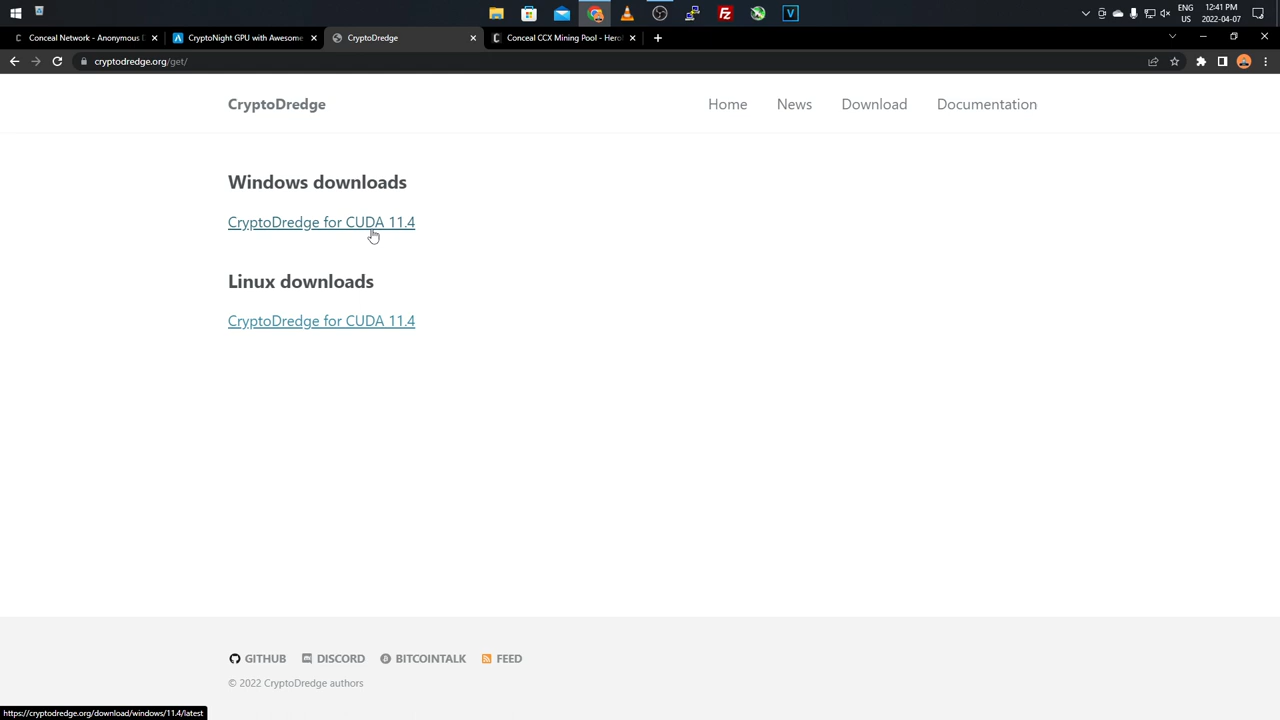 ENG
US
12:41 PM
2022-04-07
Conceal Network - Anonymous
CryptoNight GPU with Awesome
CryptoDredge
Conceal CCX Mining Pool - Hero
cryptodredge.org/get/
CryptoDredge
Home
News
Download
Documentation
Windows downloads
CryptoDredge for CUDA 11.4
Linux downloads
CryptoDredge for CUDA 11.4
GITHUB
DISCORD
BITCOINTALK
FEED
© 2022 CryptoDredge authors
https://cryptodredge.org/download/windows/11.4/latest